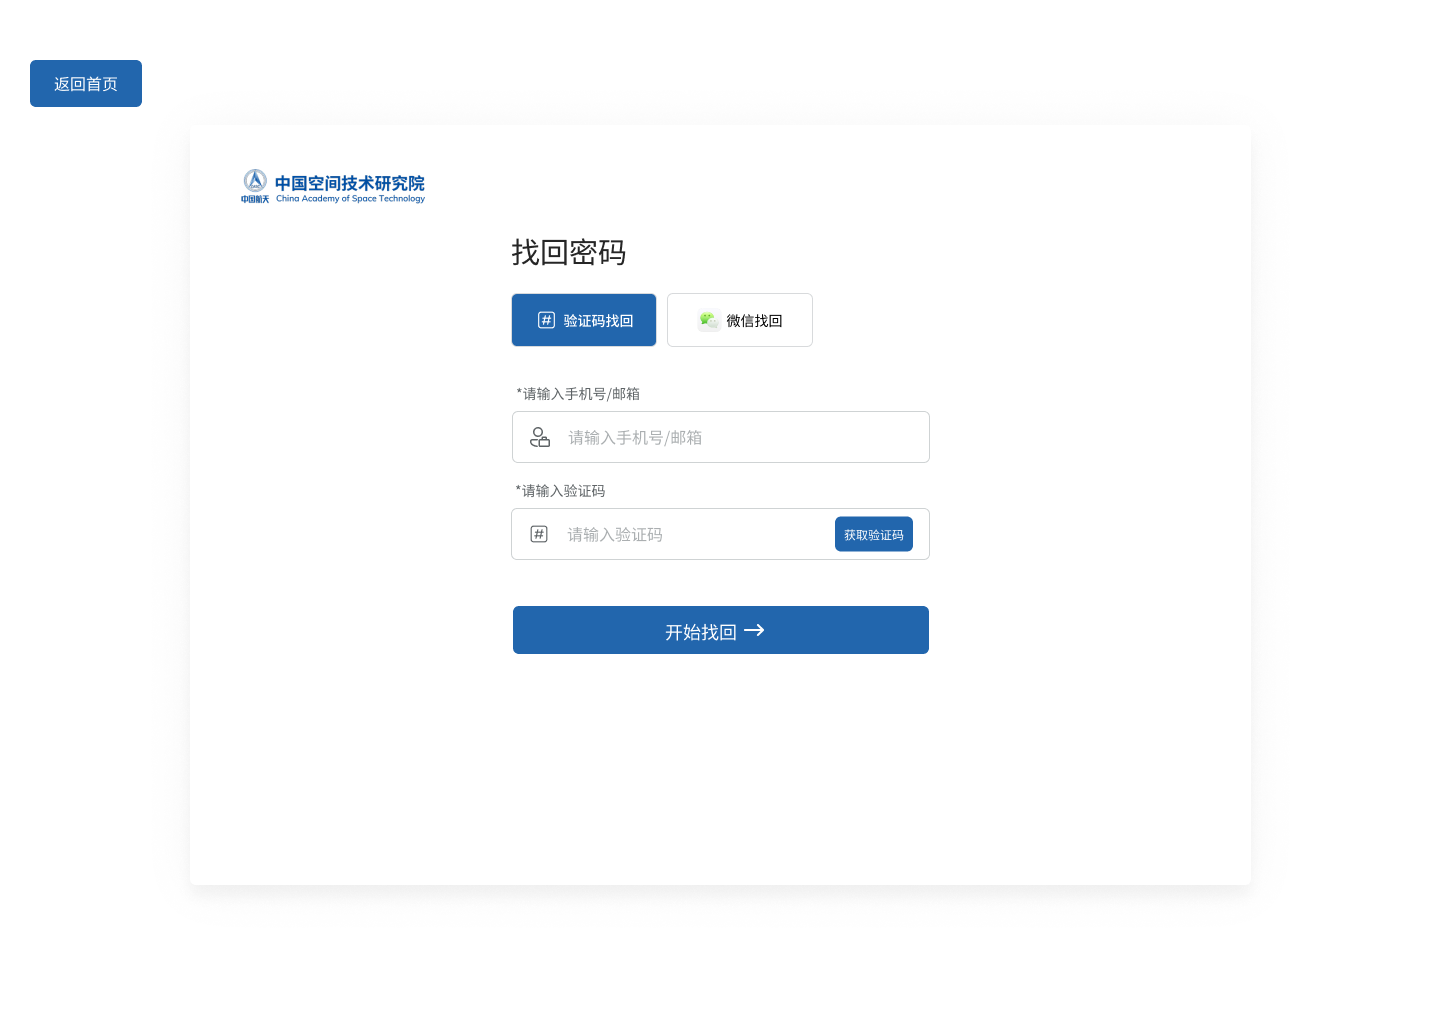 返回首页
中国空间技术研究院
中国航天 China Academy of Space Technology
找回密码
验证码找回 微信找回
*请输入手机号/邮箱
请输入手机号/邮箱
*请输入验证码
请输入验证码 获取验证码
开始找回